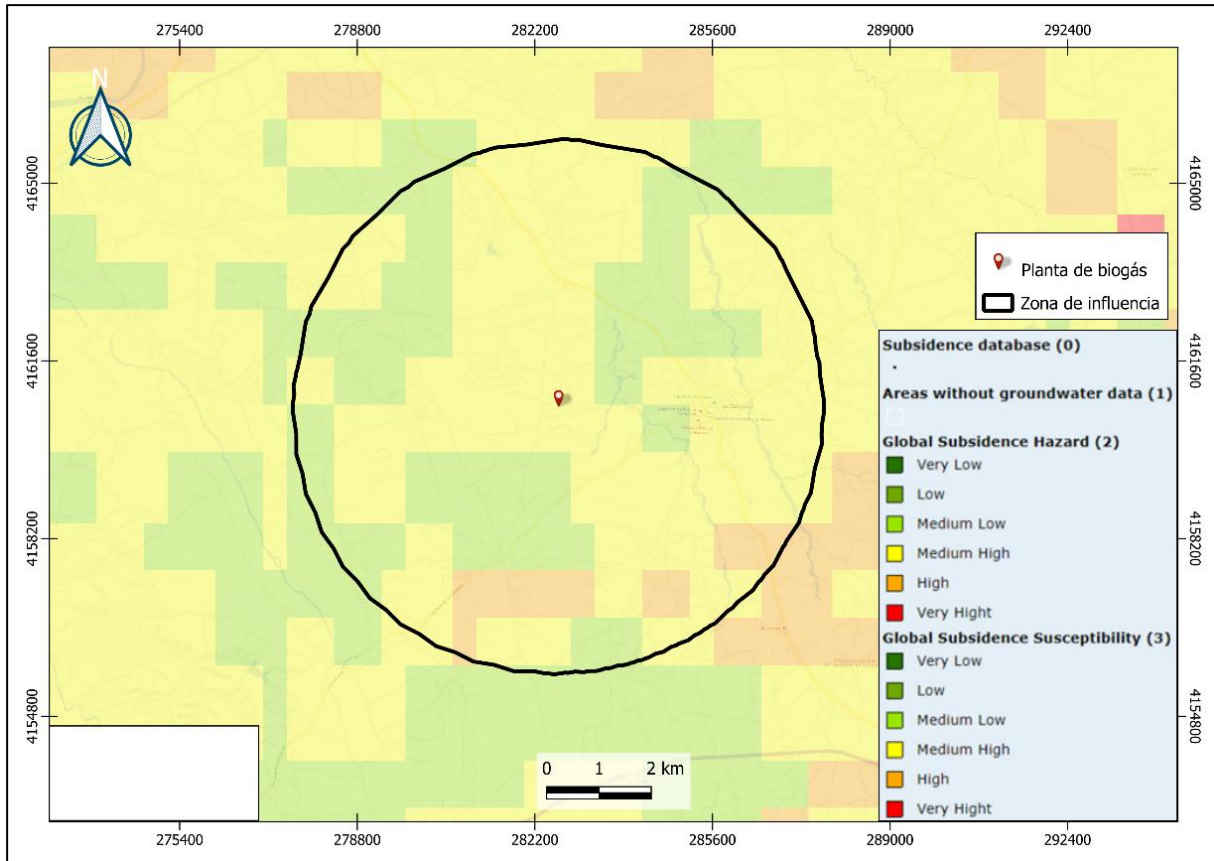 275400 278800 282200 285600 289000 292400
N
4165000 4165000
Planta de biogás
Zona de influencia
Subsidence database (0)
4161600 4161600
Areas without groundwater data (1)
Global Subsidence Hazard (2)
Very Low
Low
Medium Low
4158200 4158200
Medium High
High
Very Hight
Global Subsidence Susceptibility (3)
Very Low
Low
Medium Low
4154800 4154800
Medium High
High
Very Hight
0 1 2 km
275400 278800 282200 285600 289000 292400